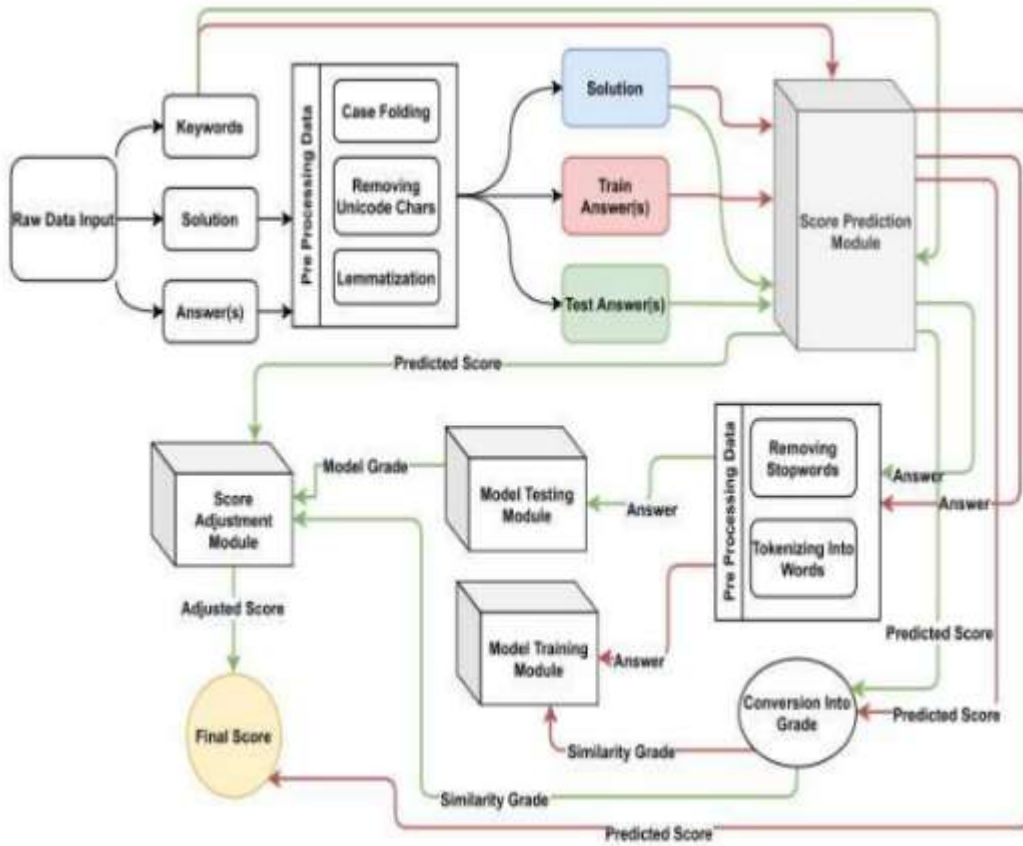 Keywords
Raw Data Input
Solution
Answer(s)
Pre Processing Data
Case Folding
Removing
Unicode Chars
Lemmatization
Solution
Train
Answer(s)
Test Answer(s)
Score Prediction
Module
Predicted Score
Score
Adjustment
Module
Model Grade
Model Testing
Module
Answer
Pre Processing Data
Removing
Stopwords
Tokenizing Into
Words
Answer
Answer
Adjusted Score
Model Training
Module
Answer
Predicted Score
Conversion Into
Grade
Predicted Score
Final Score
Similarity Grade
Similarity Grade
Predicted Score